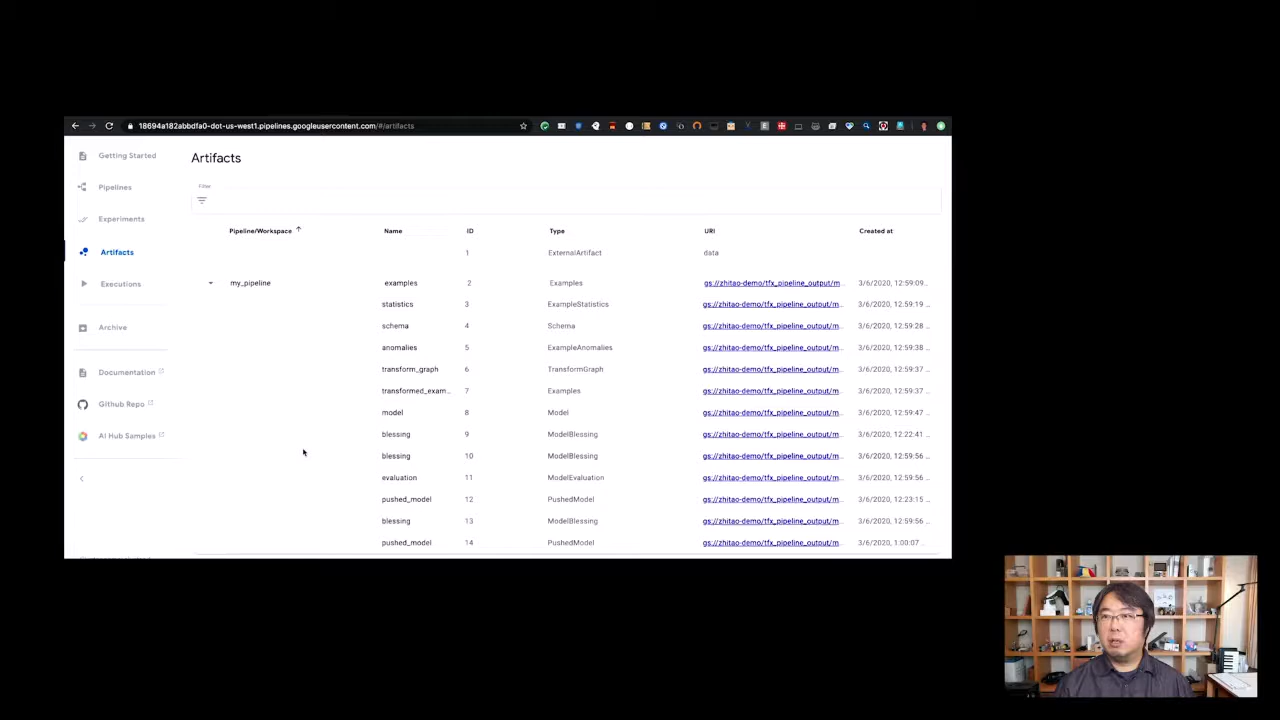 18694a182abbdfa0-dot-us-west1.pipelines.googleusercontent.com/#/artifacts
Getting Started
Pipelines
Experiments
Artifacts
Executions
Archive
Documentation
Github Repo
AI Hub Samples
Artifacts
Filter
Pipeline/Workspace Name ID Type URI Created at
1 ExternalArtifact data
my_pipeline examples 2 Examples gs://zhitao-demo/tfx_pipeline_output/m... 3/6/2020, 12:59:09...
statistics 3 ExampleStatistics gs://zhitao-demo/tfx_pipeline_output/m... 3/6/2020, 12:59:19 ...
schema 4 Schema gs://zhitao-demo/tfx_pipeline_output/m... 3/6/2020, 12:59:28 ...
anomalies 5 ExampleAnomalies gs://zhitao-demo/tfx_pipeline_output/m... 3/6/2020, 12:59:38 ...
transform_graph 6 TransformGraph gs://zhitao-demo/tfx_pipeline_output/m... 3/6/2020, 12:59:37 ...
transformed_exam... 7 Examples gs://zhitao-demo/tfx_pipeline_output/m... 3/6/2020, 12:59:37 ...
model 8 Model gs://zhitao-demo/tfx_pipeline_output/m... 3/6/2020, 12:59:47 ...
blessing 9 ModelBlessing gs://zhitao-demo/tfx_pipeline_output/m... 3/6/2020, 12:22:41 ...
blessing 10 ModelBlessing gs://zhitao-demo/tfx_pipeline_output/m... 3/6/2020, 12:59:56 ...
evaluation 11 ModelEvaluation gs://zhitao-demo/tfx_pipeline_output/m... 3/6/2020, 12:59:56 ...
pushed_model 12 PushedModel gs://zhitao-demo/tfx_pipeline_output/m... 3/6/2020, 12:23:15 ...
blessing 13 ModelBlessing gs://zhitao-demo/tfx_pipeline_output/m... 3/6/2020, 12:59:56 ...
pushed_model 14 PushedModel gs://zhitao-demo/tfx_pipeline_output/m... 3/6/2020, 1:00:07 ...